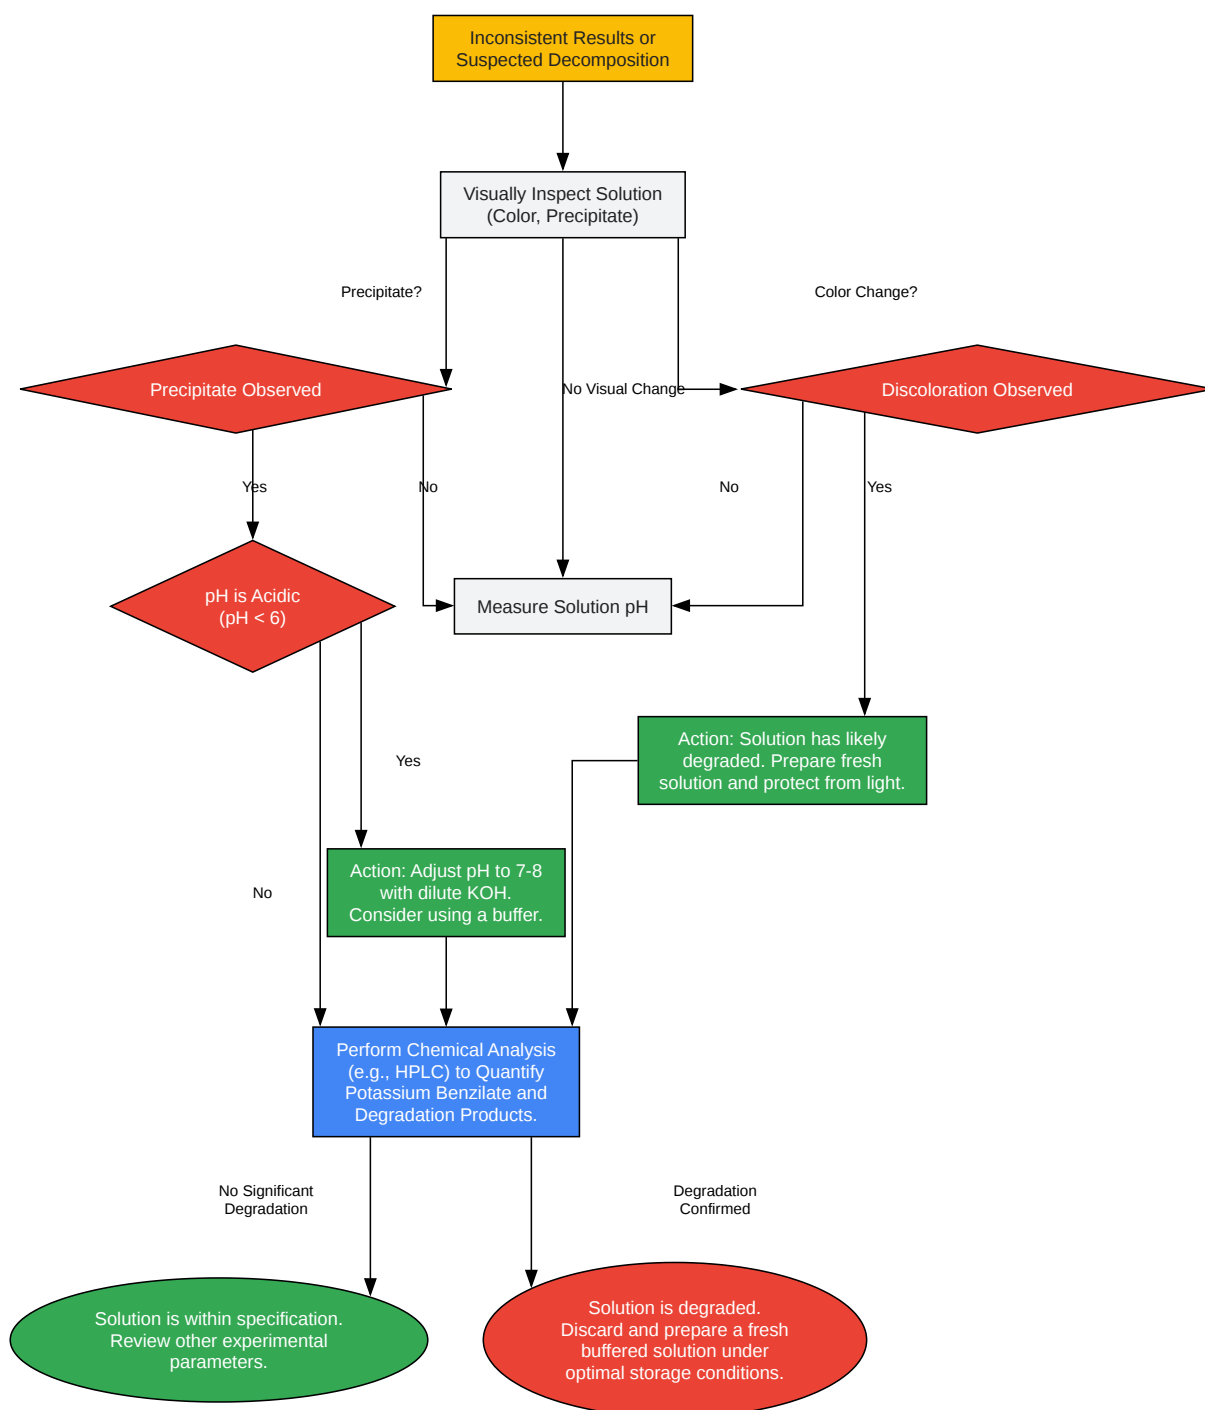 Inconsistent Results or
Suspected Decomposition
Visually Inspect Solution
(Color, Precipitate)
Precipitate?
Color Change?
Precipitate Observed
No Visual Change
Discoloration Observed
Yes
No
No
Yes
pH is Acidic
(pH < 6)
Measure Solution pH
Action: Solution has likely
degraded. Prepare fresh
solution and protect from light.
Yes
Action: Adjust pH to 7-8
with dilute KOH.
Consider using a buffer.
No
Perform Chemical Analysis
(e.g., HPLC) to Quantify
Potassium Benzilate and
Degradation Products.
No Significant
Degradation
Degradation
Confirmed
Solution is within specification.
Review other experimental
parameters.
Solution is degraded.
Discard and prepare a fresh
buffered solution under
optimal storage conditions.